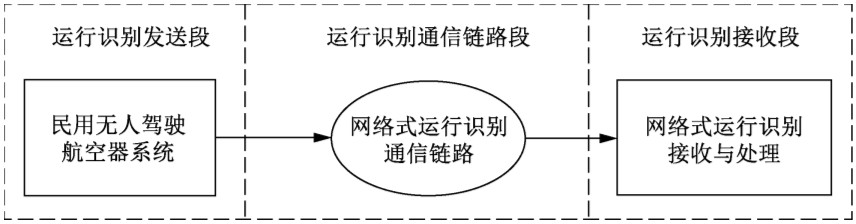 运行识别发送段
运行识别通信链路段
运行识别接收段
民用无人驾驶
航空器系统
网络式运行识别
通信链路
网络式运行识别
接收与处理